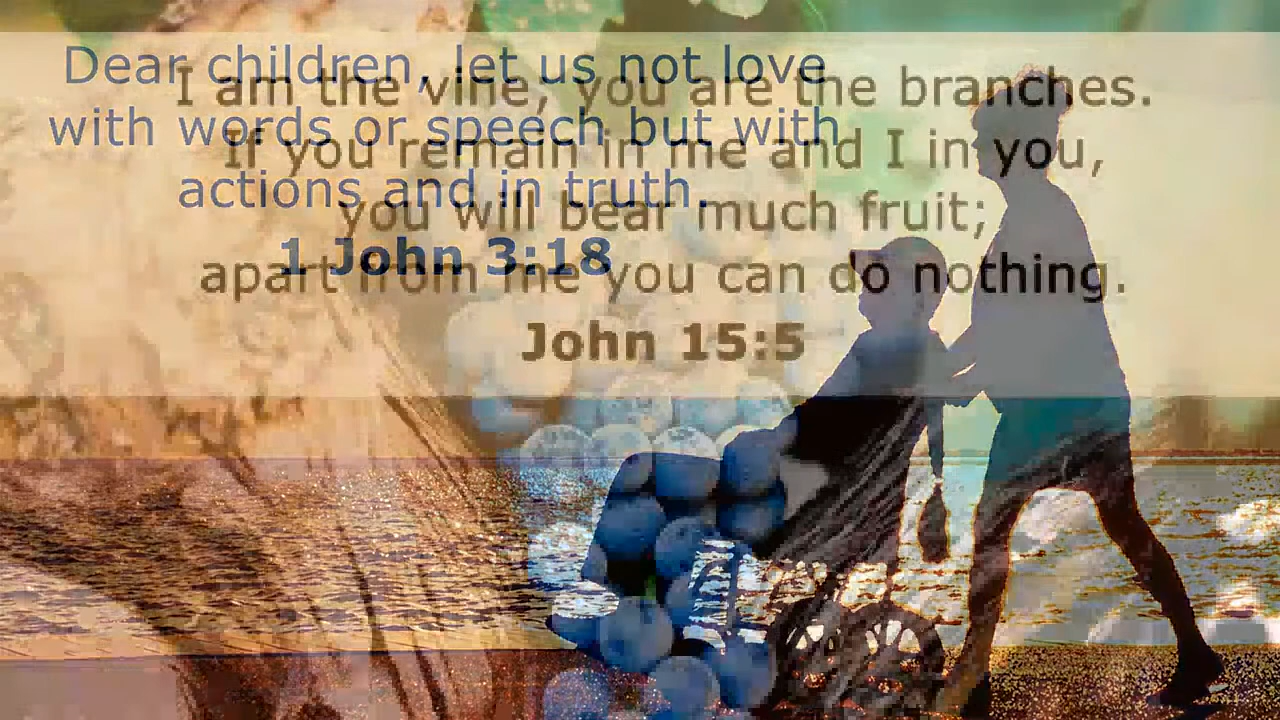 Dear children, let us not love
with words or speech but with
actions and in truth.
1 John 3:18
I am the vine, you are the branches.
If you remain in me and I in you,
you will bear much fruit;
apart from me you can do nothing.
John 15:5